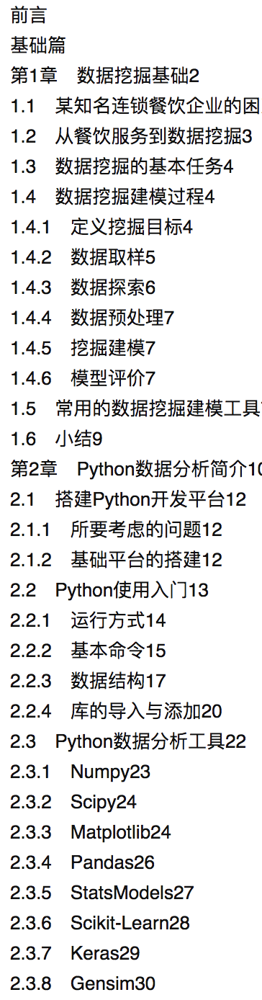 前言
基础篇
第1章　数据挖掘基础2
1.1　某知名连锁餐饮企业的困
1.2　从餐饮服务到数据挖掘3
1.3　数据挖掘的基本任务4
1.4　数据挖掘建模过程4
1.4.1　定义挖掘目标4
1.4.2　数据取样5
1.4.3　数据探索6
1.4.4　数据预处理7
1.4.5　挖掘建模7
1.4.6　模型评价7
1.5　常用的数据挖掘建模工具
1.6　小结9
第2章　Python数据分析简介10
2.1　搭建Python开发平台12
2.1.1　所要考虑的问题12
2.1.2　基础平台的搭建12
2.2　Python使用入门13
2.2.1　运行方式14
2.2.2　基本命令15
2.2.3　数据结构17
2.2.4　库的导入与添加20
2.3　Python数据分析工具22
2.3.1　Numpy23
2.3.2　Scipy24
2.3.3　Matplotlib24
2.3.4　Pandas26
2.3.5　StatsModels27
2.3.6　Scikit-Learn28
2.3.7　Keras29
2.3.8　Gensim30